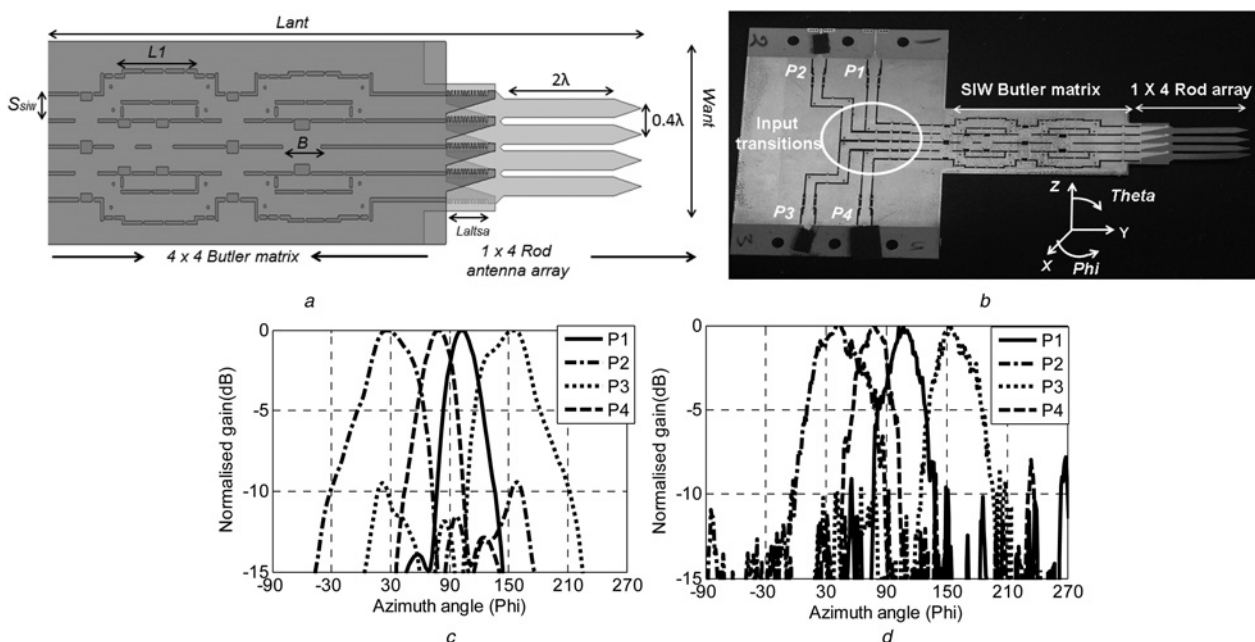 Lant
L1
Ssiw
2λ
0.4λ
Want
B
Laltsa
4 x 4 Butler matrix
1 x 4 Rod
antenna array
a
2
1
P2
P1
SIW Butler matrix
1 X 4 Rod array
Input
transitions
P3
P4
3
Z
Theta
Y
X
Phi
b
Normalised gain(dB)
0
-5
-10
-15
-90
-30
30
90
150
210
270
Azimuth angle (Phi)
P1
P2
P3
P4
c
Normalised gain(dB)
0
-5
-10
-15
-90
-30
30
90
150
210
270
Azimuth angle (Phi)
P1
P2
P3
P4
d